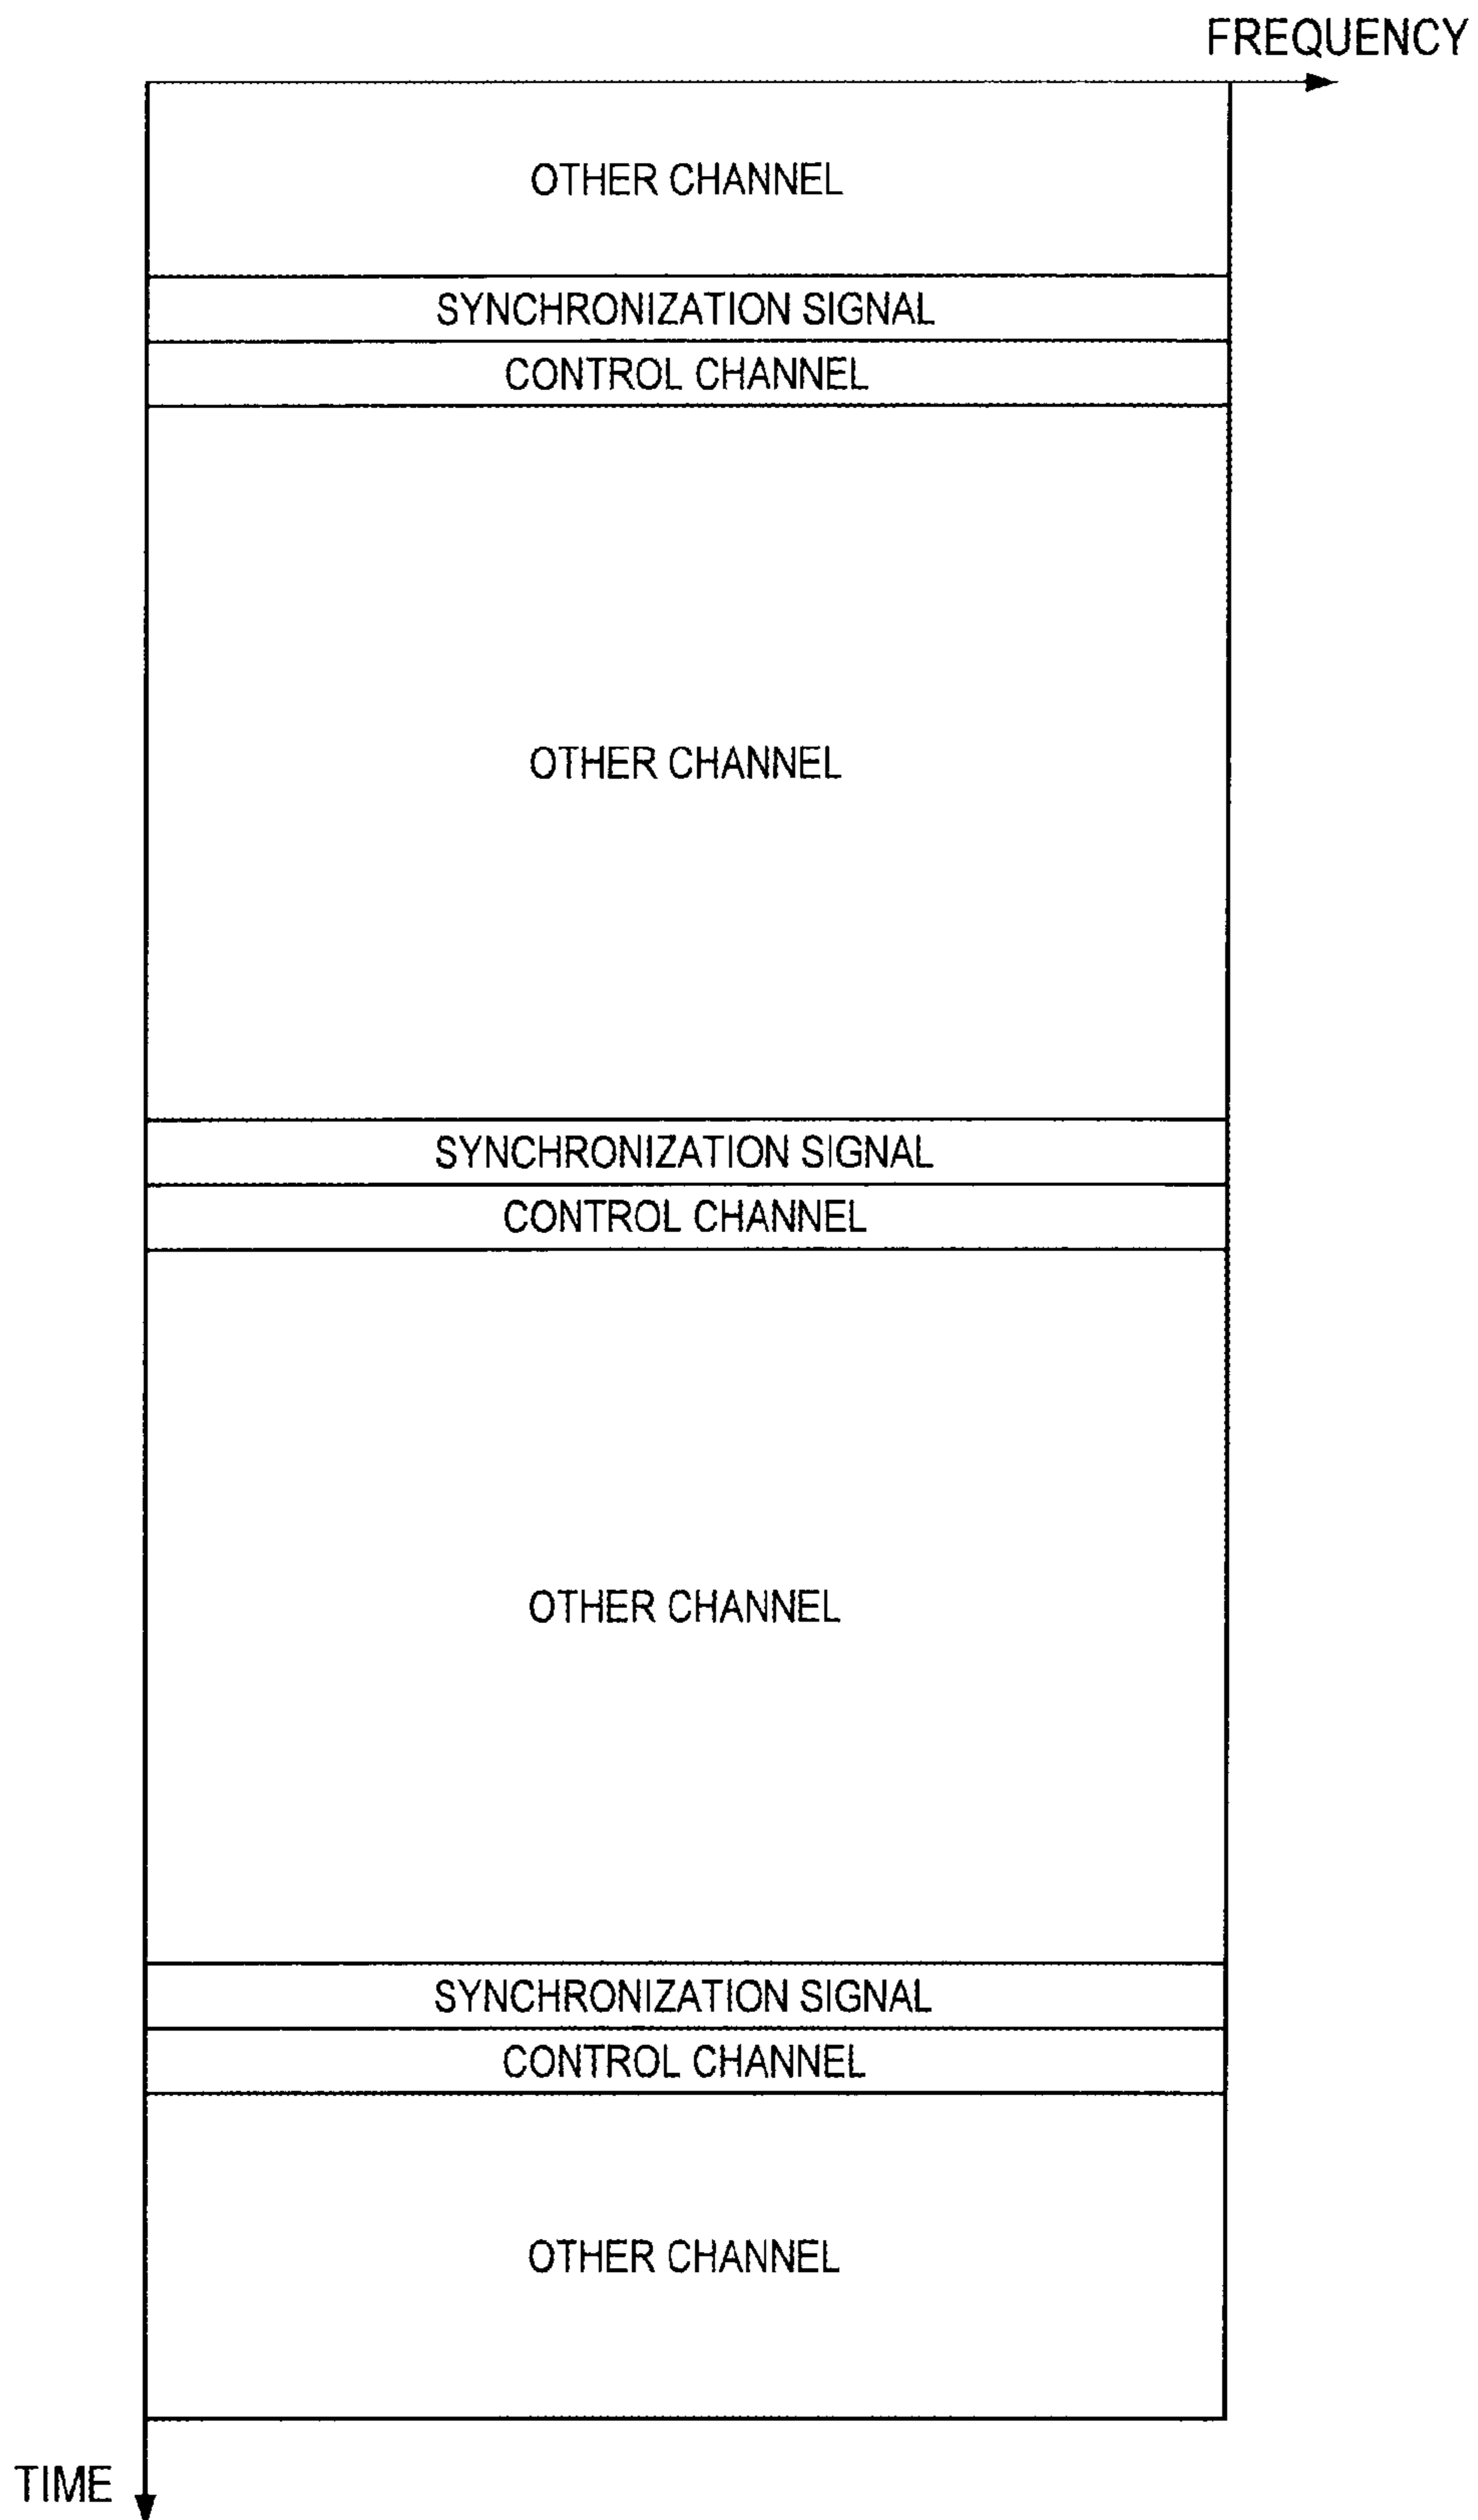 FREQUENCY
OTHER CHANNEL
SYNCHRONIZATION SIGNAL
CONTROL CHANNEL
OTHER CHANNEL
SYNCHRONIZATION SIGNAL
CONTROL CHANNEL
OTHER CHANNEL
SYNCHRONIZATION SIGNAL
CONTROL CHANNEL
OTHER CHANNEL
TIME